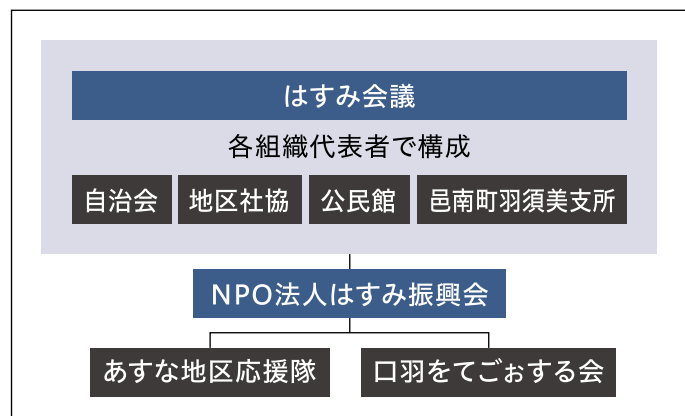 はすみ会議
各組織代表者で構成
自治会 地区社協 公民館 邑南町羽須美支所
NPO法人はすみ振興会
あすな地区応援隊 口羽をてごぉする会